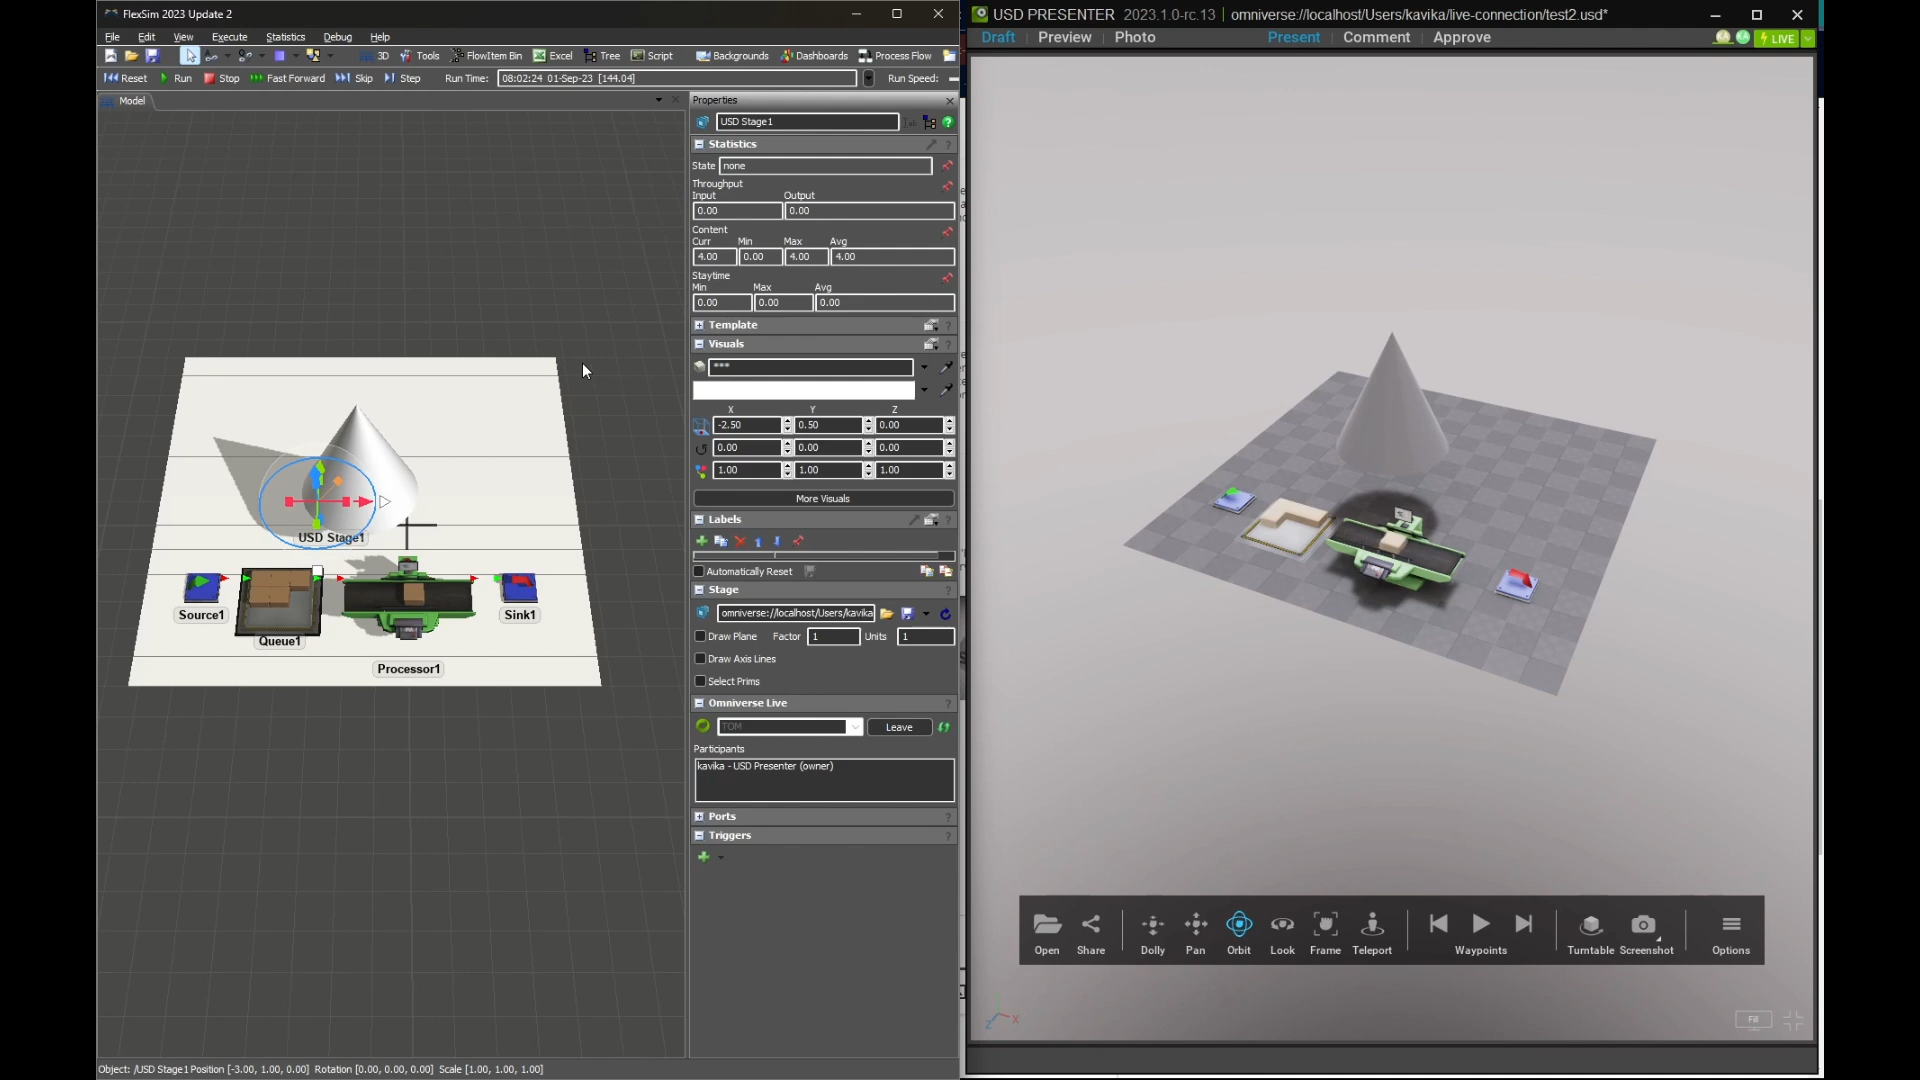 FlexSim 2023 Update 2
File Edit View Execute Statistics Debug Help
3D Tools FlowItem Bin Excel Tree Script Backgrounds Dashboards Process Flow
Reset Run Stop Fast Forward Skip Step Run Time: 08:02:24 01-Sep-23 [144.04] Run Speed:
Model
USD Stage1
Source1
Queue1
Processor1
Sink1
Object: /USD Stage1 Position [-3.00, 1.00, 0.00] Rotation [0.00, 0.00, 0.00] Scale [1.00, 1.00, 1.00]
Properties
USD Stage1
Statistics
State none
Throughput
Input Output
0.00 0.00
Content
Curr Min Max Avg
4.00 0.00 4.00 4.00
Staytime
Min Max Avg
0.00 0.00 0.00
Template
Visuals
***
X Y Z
-2.50 0.50 0.00
0.00 0.00 0.00
1.00 1.00 1.00
More Visuals
Labels
Automatically Reset
Stage
omniverse://localhost/Users/kavika
Draw Plane Factor 1 Units 1
Draw Axis Lines
Select Prims
Omniverse Live
TOM Leave
Participants
kavika - USD Presenter (owner)
Ports
Triggers
USD PRESENTER 2023.1.0-rc.13 | omniverse://localhost/Users/kavika/live-connection/test2.usd*
Draft Preview Photo Present Comment Approve LIVE
Open Share Dolly Pan Orbit Look Frame Teleport Waypoints Turntable Screenshot Options
Z X
Fill